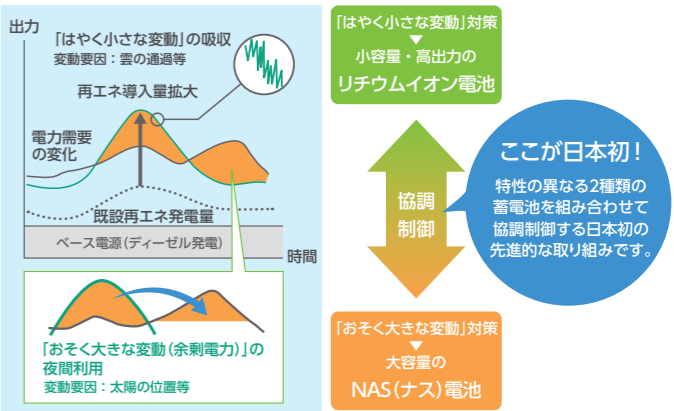 出力
「はやく小さな変動」の吸収
変動要因：雲の通過等
再エネ導入量拡大
電力需要
の変化
既設再エネ発電量
ベース電源（ディーゼル発電）
時間
「おそく大きな変動（余剰電力）」の
夜間利用
変動要因：太陽の位置等
「はやく小さな変動」対策
小容量・高出力の
リチウムイオン電池
協調
制御
ここが日本初！
特性の異なる2種類の
蓄電池を組み合わせて
協調制御する日本初の
先進的な取り組みです。
「おそく大きな変動」対策
大容量の
NAS（ナス）電池